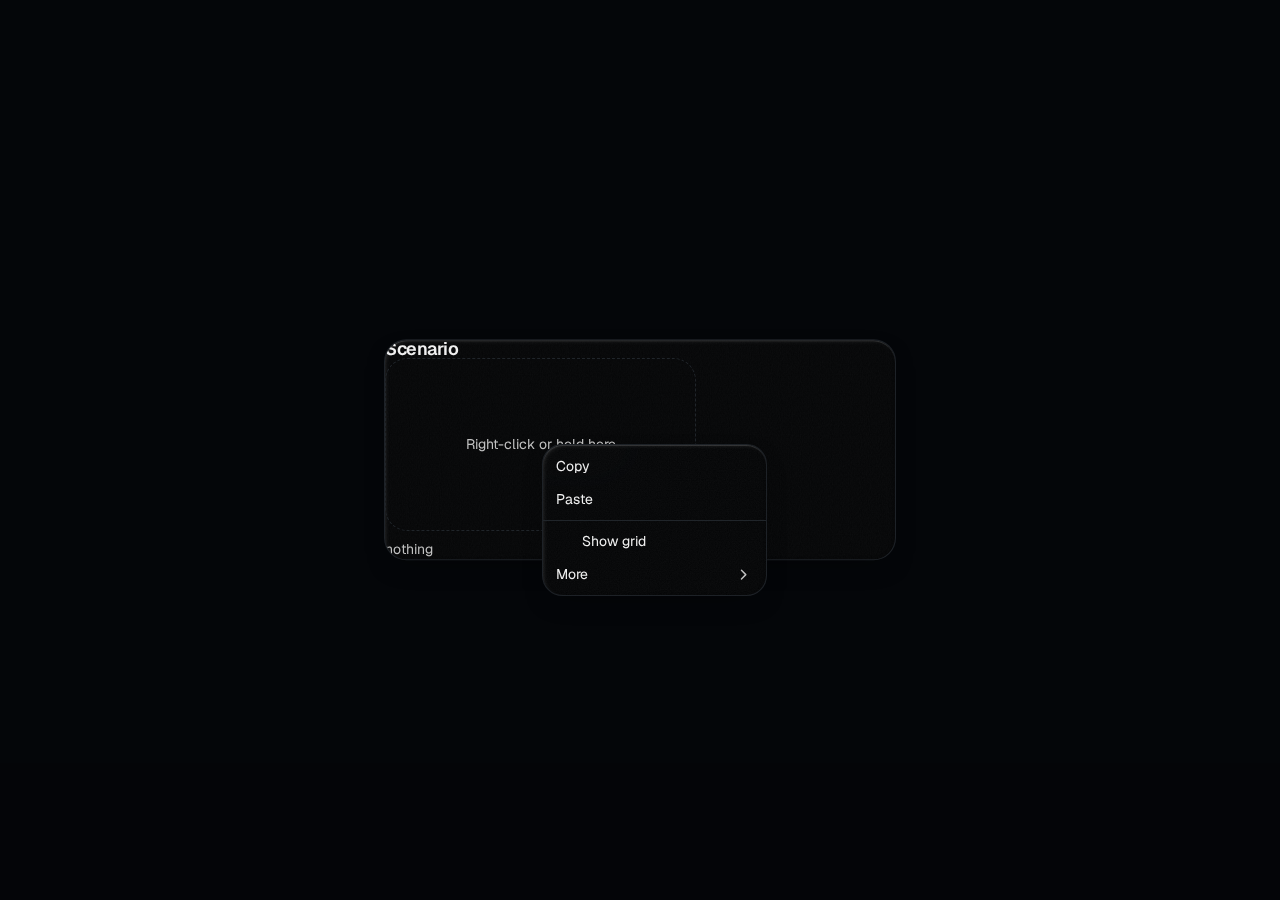 Scenario
Right-click or hold here
Copy
Paste
Show grid
More
nothing